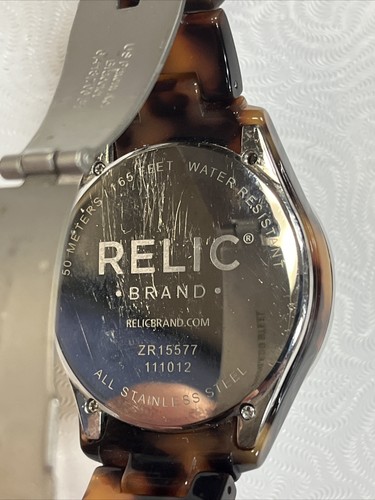 50 METERS 165 FEET WATER RESISTANT
RELIC®
• BRAND •
RELICBRAND.COM
ZR15577
111012
ALL STAINLESS STEEL